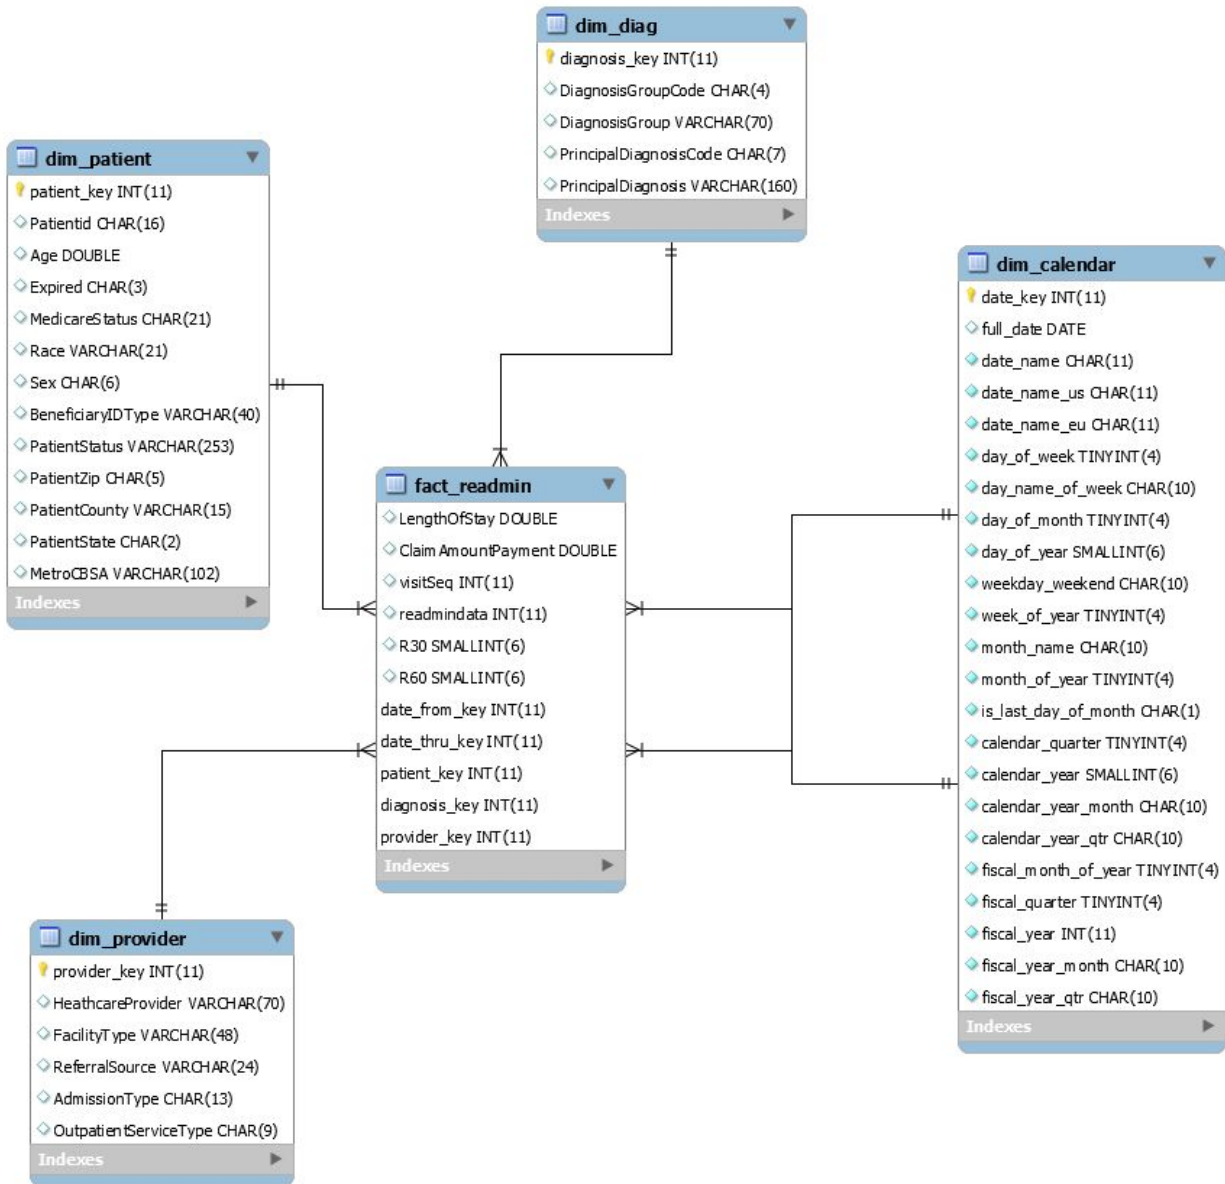 dim_diag
diagnosis_key INT(11)
DiagnosisGroupCode CHAR(4)
DiagnosisGroup VARCHAR(70)
PrincipalDiagnosisCode CHAR(7)
PrincipalDiagnosis VARCHAR(160)
Indexes
dim_patient
patient_key INT(11)
Patientid CHAR(16)
Age DOUBLE
Expired CHAR(3)
MedicareStatus CHAR(21)
Race VARCHAR(21)
Sex CHAR(6)
BeneficiaryIDType VARCHAR(40)
PatientStatus VARCHAR(253)
PatientZip CHAR(5)
PatientCounty VARCHAR(15)
PatientState CHAR(2)
MetroCBSA VARCHAR(102)
Indexes
dim_calendar
date_key INT(11)
full_date DATE
date_name CHAR(11)
date_name_us CHAR(11)
date_name_eu CHAR(11)
day_of_week TINYINT(4)
day_name_of_week CHAR(10)
day_of_month TINYINT(4)
day_of_year SMALLINT(6)
weekday_weekend CHAR(10)
week_of_year TINYINT(4)
month_name CHAR(10)
month_of_year TINYINT(4)
is_last_day_of_month CHAR(1)
calendar_quarter TINYINT(4)
calendar_year SMALLINT(6)
calendar_year_month CHAR(10)
calendar_year_qtr CHAR(10)
fiscal_month_of_year TINYINT(4)
fiscal_quarter TINYINT(4)
fiscal_year INT(11)
fiscal_year_month CHAR(10)
fiscal_year_qtr CHAR(10)
Indexes
fact_readmin
LengthOfStay DOUBLE
ClaimAmountPayment DOUBLE
visitSeq INT(11)
readmindata INT(11)
R30 SMALLINT(6)
R60 SMALLINT(6)
date_from_key INT(11)
date_thru_key INT(11)
patient_key INT(11)
diagnosis_key INT(11)
provider_key INT(11)
Indexes
dim_provider
provider_key INT(11)
HeathcareProvider VARCHAR(70)
FacilityType VARCHAR(48)
ReferralSource VARCHAR(24)
AdmissionType CHAR(13)
OutpatientServiceType CHAR(9)
Indexes